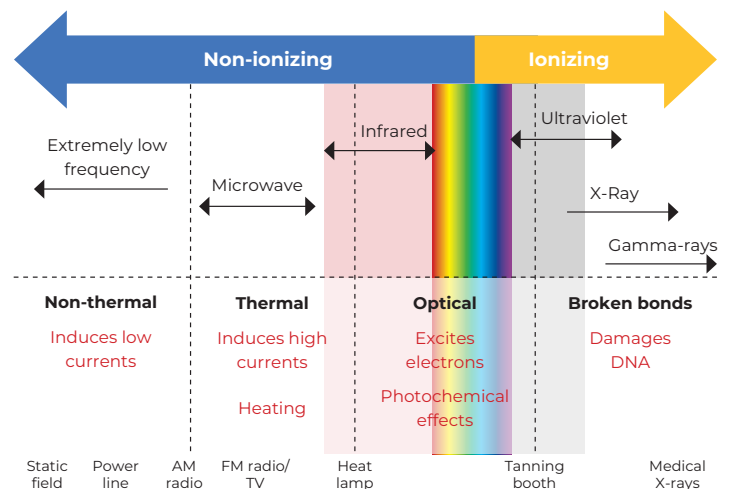 Non-ionizing
Ionizing
Extremely low
frequency
Microwave
Infrared
Ultraviolet
X-Ray
Gamma-rays
Non-thermal
Induces low
currents
Thermal
Induces high
currents
Heating
Optical
Excites
electrons
Photochemical
effects
Broken bonds
Damages
DNA
Static
field
Power
line
AM
radio
FM radio/
TV
Heat
lamp
Tanning
booth
Medical
X-rays